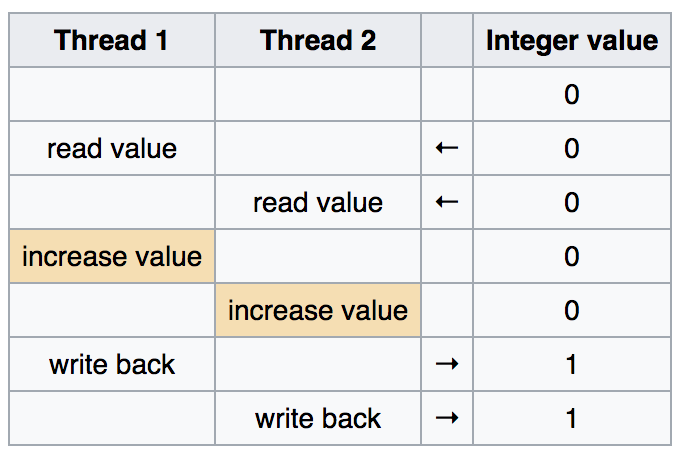 Thread 1 Thread 2 Integer value
0
read value ← 0
read value ← 0
increase value 0
increase value 0
write back → 1
write back → 1